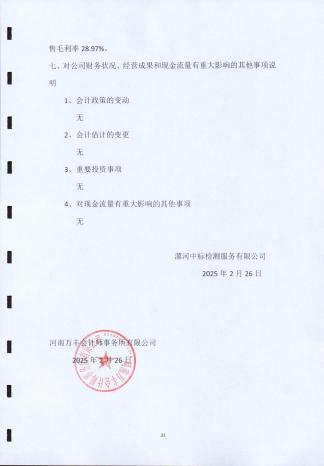 售毛利率 28.97%。
七、对公司财务状况、经营成果和现金流量有重大影响的其他事项说
明
1、会计政策的变动
无
2、会计估计的变更
无
3、重要投资事项
无
4、对现金流量有重大影响的其他事项
无
漯河中标检测服务有限公司
2025 年 2 月 26 日
河南万丰会计师事务所有限公司
2025 年 2 月 26 日